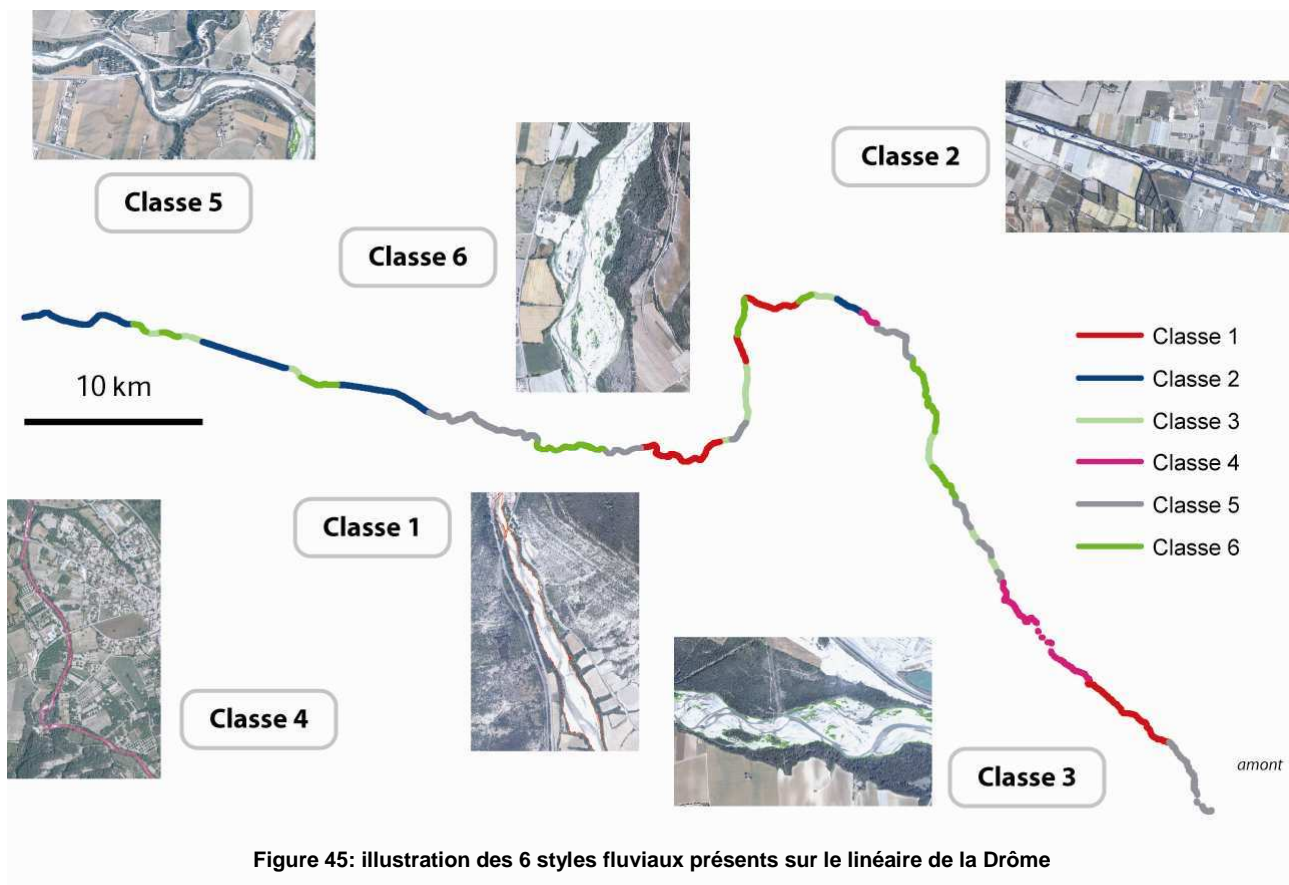 Classe 5
Classe 6
Classe 2
10 km
Classe 1
Classe 2
Classe 3
Classe 4
Classe 5
Classe 6
Classe 1
Classe 4
Classe 3
amont
Figure 45: illustration des 6 styles fluviaux présents sur le linéaire de la Drôme